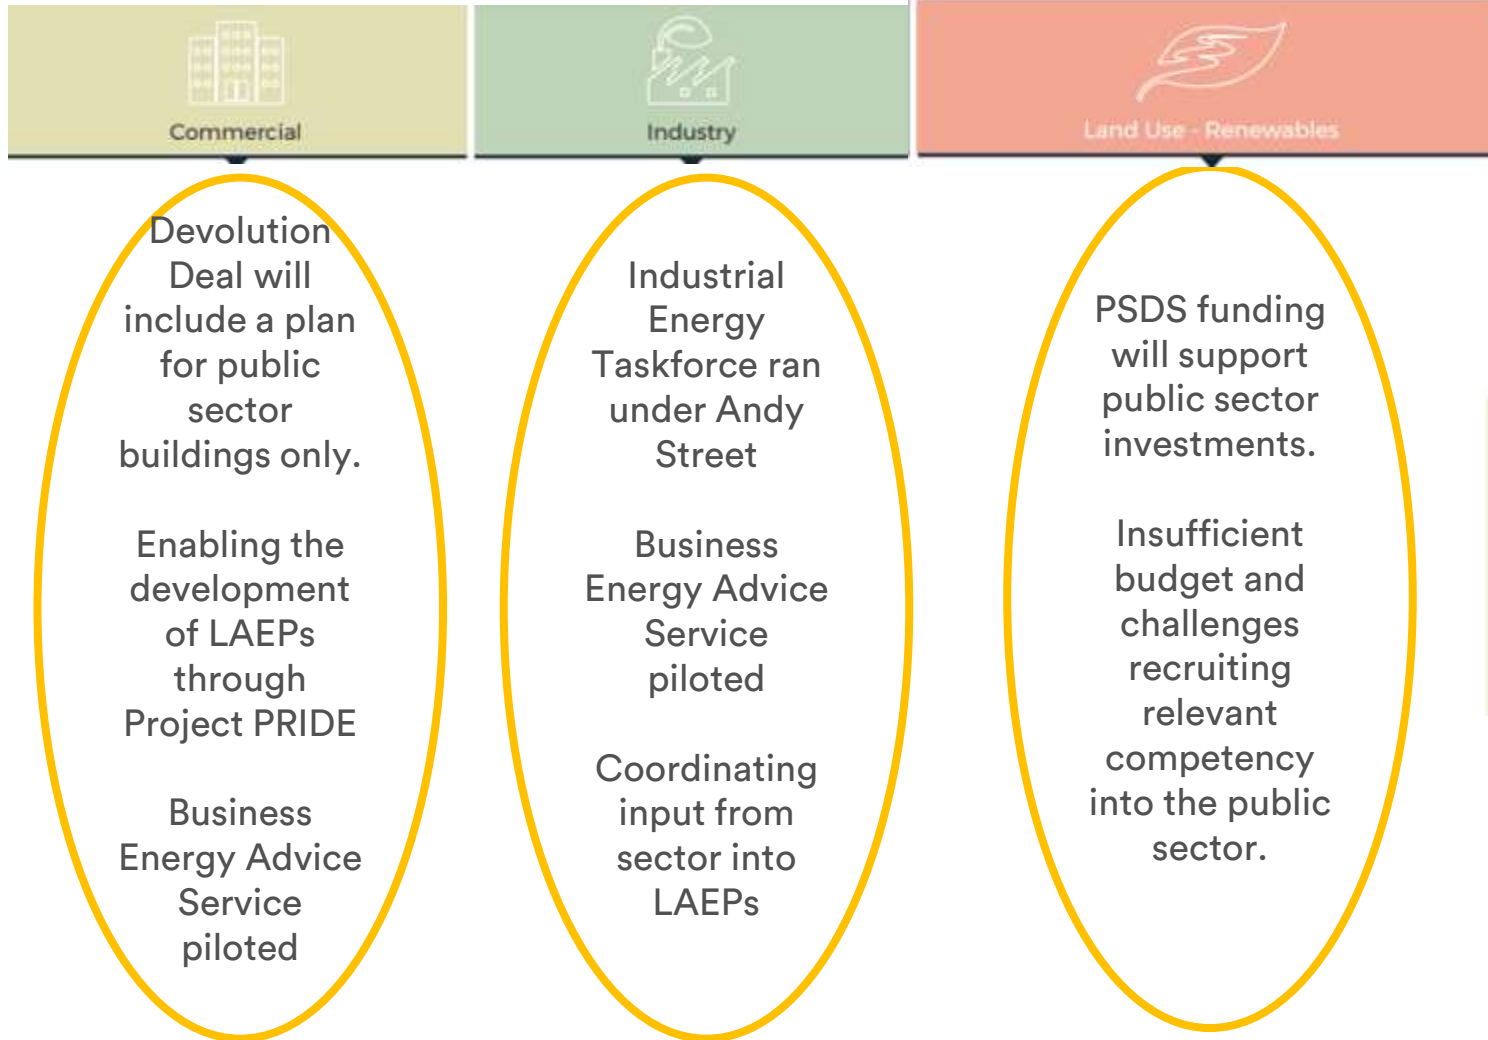 Commercial
Devolution
Deal will
include a plan
for public
sector
buildings only.
Enabling the
development
of LAEPs
through
Project PRIDE
Business
Energy Advice
Service
piloted
Industry
Industrial
Energy
Taskforce ran
under Andy
Street
Business
Energy Advice
Service
piloted
Coordinating
input from
sector into
LAEPs
Land Use - Renewables
PSDS funding
will support
public sector
investments.
Insufficient
budget and
challenges
recruiting
relevant
competency
into the public
sector.